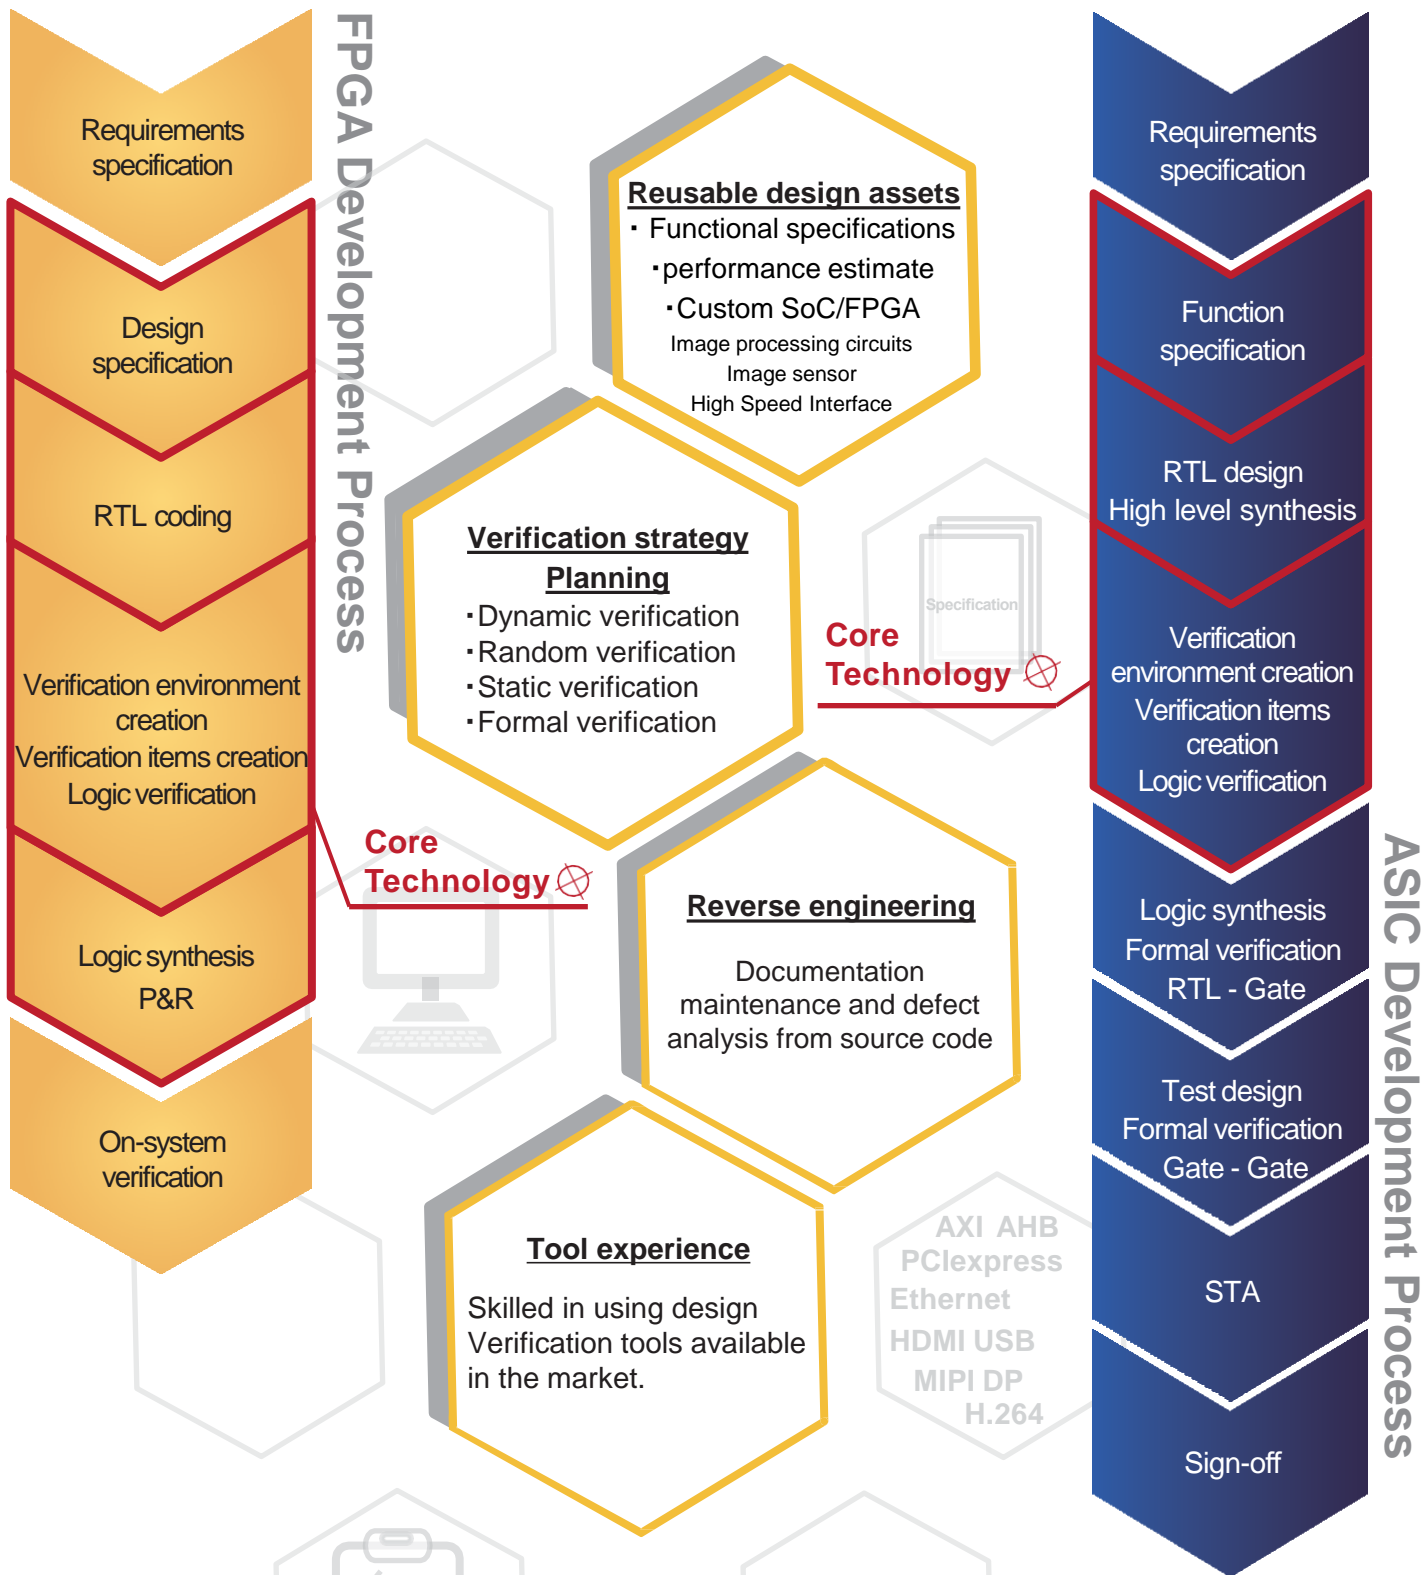 FPGA Development Process
Requirements
specification
Design
specification
RTL coding
Verification environment
creation
Verification items creation
Logic verification
Logic synthesis
P&R
On-system
verification
Core
Technology
Reusable design assets
・Functional specifications
・performance estimate
・Custom SoC/FPGA
Image processing circuits
Image sensor
High Speed Interface
Verification strategy
Planning
・Dynamic verification
・Random verification
・Static verification
・Formal verification
Reverse engineering
Documentation
maintenance and defect
analysis from source code
Tool experience
Skilled in using design
Verification tools available
in the market.
Specification
Core
Technology
AXI AHB
PCIexpress
Ethernet
HDMI USB
MIPI DP
H.264
Requirements
specification
Function
specification
RTL design
High level synthesis
Verification
environment creation
Verification items
creation
Logic verification
Logic synthesis
Formal verification
RTL - Gate
Test design
Formal verification
Gate - Gate
STA
Sign-off
ASIC Development Process